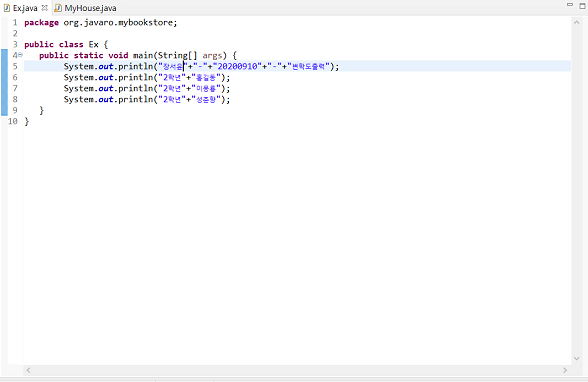 Ex.java MyHouse.java
1 package org.javaro.mybookstore;
2
3 public class Ex {
4 public static void main(String[] args) {
5 System.out.println("장서윤"+"-"+"20200910"+"-"+"변학도출력");
6 System.out.println("2학년"+"홍길동");
7 System.out.println("2학년"+"이몽룡");
8 System.out.println("2학년"+"성춘향");
9 }
10 }